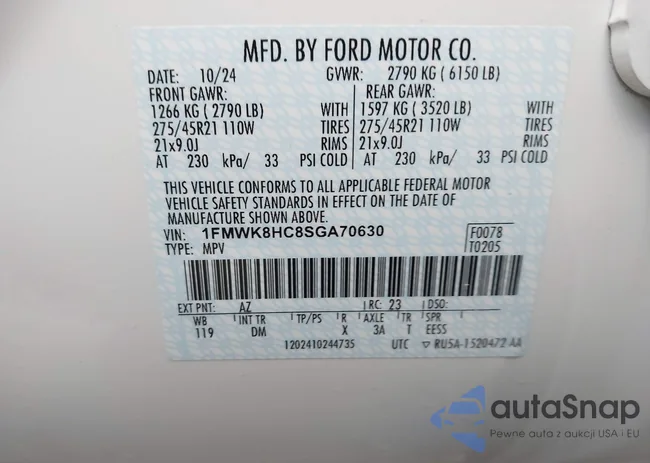 MFD. BY FORD MOTOR CO.
DATE: 10/24 GVWR: 2790 KG ( 6150 LB)
FRONT GAWR: REAR GAWR:
1266 KG ( 2790 LB) WITH 1597 KG ( 3520 LB) WITH
275/45R21 110W TIRES 275/45R21 110W TIRES
21x9.0J RIMS 21x9.0J RIMS
AT 230 kPa/ 33 PSI COLD AT 230 kPa/ 33 PSI COLD
THIS VEHICLE CONFORMS TO ALL APPLICABLE FEDERAL MOTOR
VEHICLE SAFETY STANDARDS IN EFFECT ON THE DATE OF
MANUFACTURE SHOWN ABOVE.
VIN: 1FMWK8HC8SGA70630 F0078
TYPE: MPV T0205
EXT PNT: AZ RC: 23 DSO:
WB INT TR TP/PS R AXLE TR SPR
119 DM X 3A T EESS
1202410244735 UTC ▽ RU5A-1520472-AA
autaSnap
Pewne auta z aukcji USA i EU